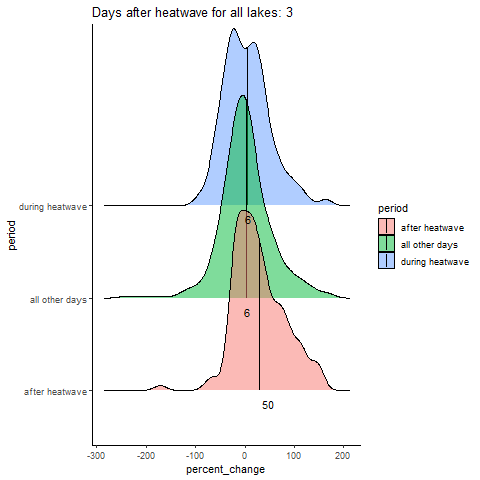 Days after heatwave for all lakes: 3
period
during heatwave
all other days
after heatwave
6
6
50
-300 -200 -100 0 100 200
percent_change
period
after heatwave
all other days
during heatwave